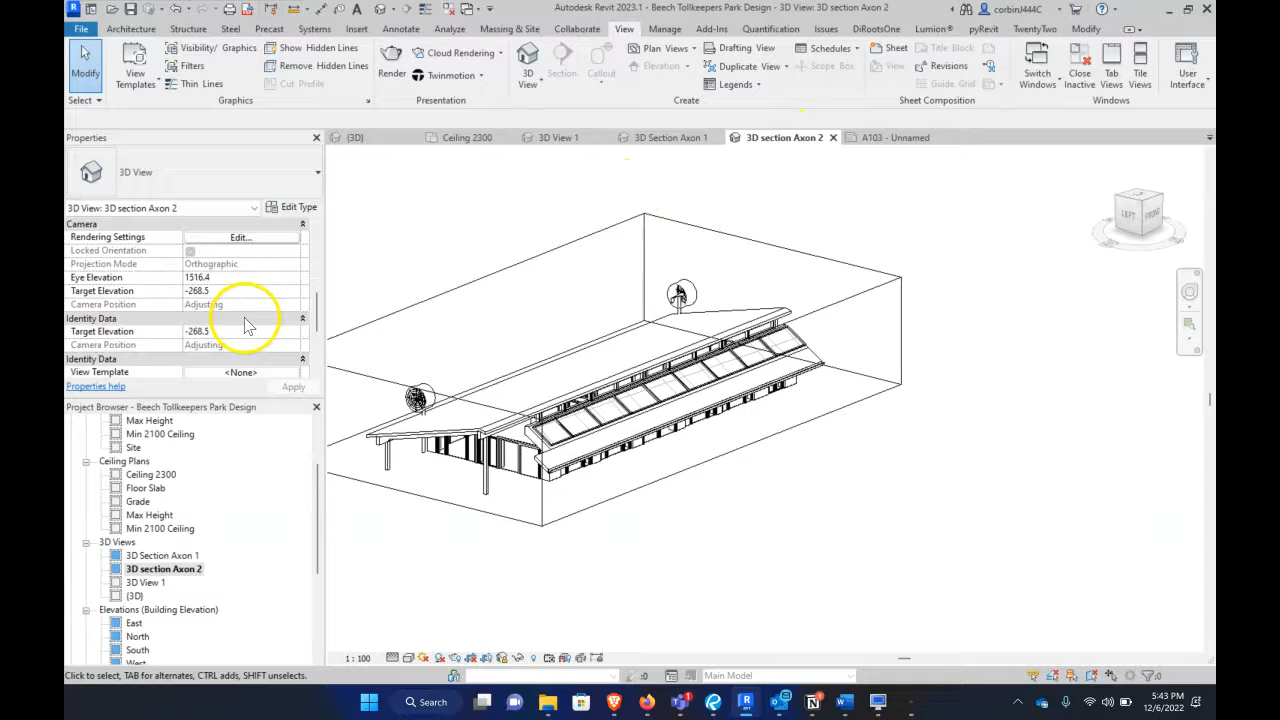 Autodesk Revit 2023.1 - Beech Tollkeepers Park Design - 3D View: 3D section Axon 2
corbinJ444C
File Architecture Structure Steel Precast Systems Insert Annotate Analyze Massing & Site Collaborate View Manage Add-Ins Quantification Issues DiRootsOne Lumion® pyRevit TwentyTwo Modify
Modify
View Templates
Visibility/ Graphics
Filters
Thin Lines
Show Hidden Lines
Remove Hidden Lines
Cut Profile
Render
Cloud Rendering
Twinmotion
3D View
Section
Callout
Plan Views
Elevation
Drafting View
Duplicate View
Legends
Schedules
Scope Box
Sheet
View
Title Block
Revisions
Guide Grid
Switch Windows
Close Inactive
Tab Views
Tile Views
User Interface
Select Graphics Presentation Create Sheet Composition Windows
Properties
{3D} Ceiling 2300 3D View 1 3D Section Axon 1 3D section Axon 2 A103 - Unnamed
3D View
3D View: 3D section Axon 2 Edit Type
Camera
Rendering Settings Edit...
Locked Orientation
Projection Mode Orthographic
Eye Elevation 1516.4
Target Elevation -268.5
Camera Position Adjusting
Identity Data
Target Elevation -268.5
Camera Position Adjusting
Identity Data
View Template <None>
Properties help Apply
Project Browser - Beech Tollkeepers Park Design
Max Height
Min 2100 Ceiling
Site
Ceiling Plans
Ceiling 2300
Floor Slab
Grade
Max Height
Min 2100 Ceiling
3D Views
3D Section Axon 1
3D section Axon 2
3D View 1
{3D}
Elevations (Building Elevation)
East
North
South
West
LEFT FRONT
1 : 100
Click to select, TAB for alternates, CTRL adds, SHIFT unselects.
:0
Main Model
:0
Search
5:43 PM
12/6/2022